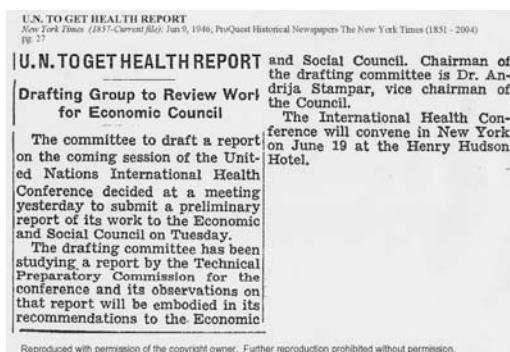 U.N. TO GET HEALTH REPORT
New York Times (1857-Current file); Jun 9, 1946; ProQuest Historical Newspapers The New York Times (1851 - 2004)
pg. 27
U.N. TO GET HEALTH REPORT
Drafting Group to Review Work
for Economic Council
The committee to draft a report
on the coming session of the Unit-
ed Nations International Health
Conference decided at a meeting
yesterday to submit a preliminary
report of its work to the Economic
and Social Council on Tuesday.
The drafting committee has been
studying a report by the Technical
Preparatory Commission for the
conference and its observations on
that report will be embodied in its
recommendations to the Economic
and Social Council. Chairman of
the drafting committee is Dr. An-
drija Stampar, vice chairman of
the Council.
The International Health Con-
ference will convene in New York
on June 19 at the Henry Hudson
Hotel.
Reproduced with permission of the copyright owner. Further reproduction prohibited without permission.